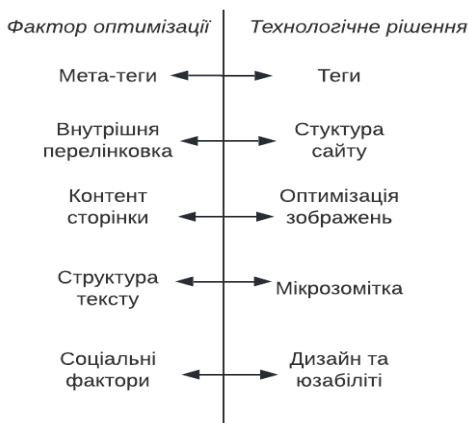 Фактор оптимізації
Технологічне рішення
Мета-теги
Теги
Внутрішня
перелінковка
Стуктура
сайту
Контент
сторінки
Оптимізація
зображень
Структура
тексту
Мікрозомітка
Соціальні
фактори
Дизайн та
юзабіліті